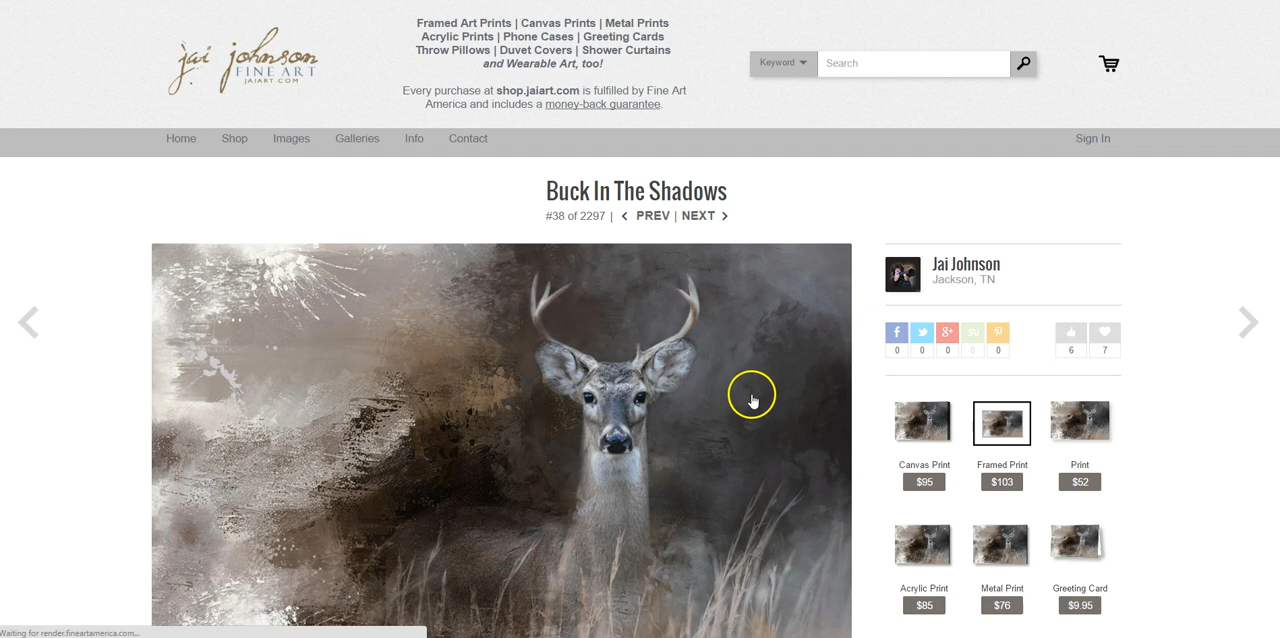 jai johnson
FINE ART
JAIART.COM
Framed Art Prints | Canvas Prints | Metal Prints
Acrylic Prints | Phone Cases | Greeting Cards
Throw Pillows | Duvet Covers | Shower Curtains
and Wearable Art, too!
Every purchase at shop.jaiart.com is fulfilled by Fine Art
America and includes a money-back guarantee.
Keyword
Search
Home
Shop
Images
Galleries
Info
Contact
Sign In
Buck In The Shadows
#38 of 2297 | PREV | NEXT
Jai Johnson
Jackson, TN
f
g+
su
0
0
0
0
0
6
7
Canvas Print
Framed Print
Print
$95
$103
$52
Acrylic Print
Metal Print
Greeting Card
$85
$76
$9.95
Waiting for render.fineartamerica.com...